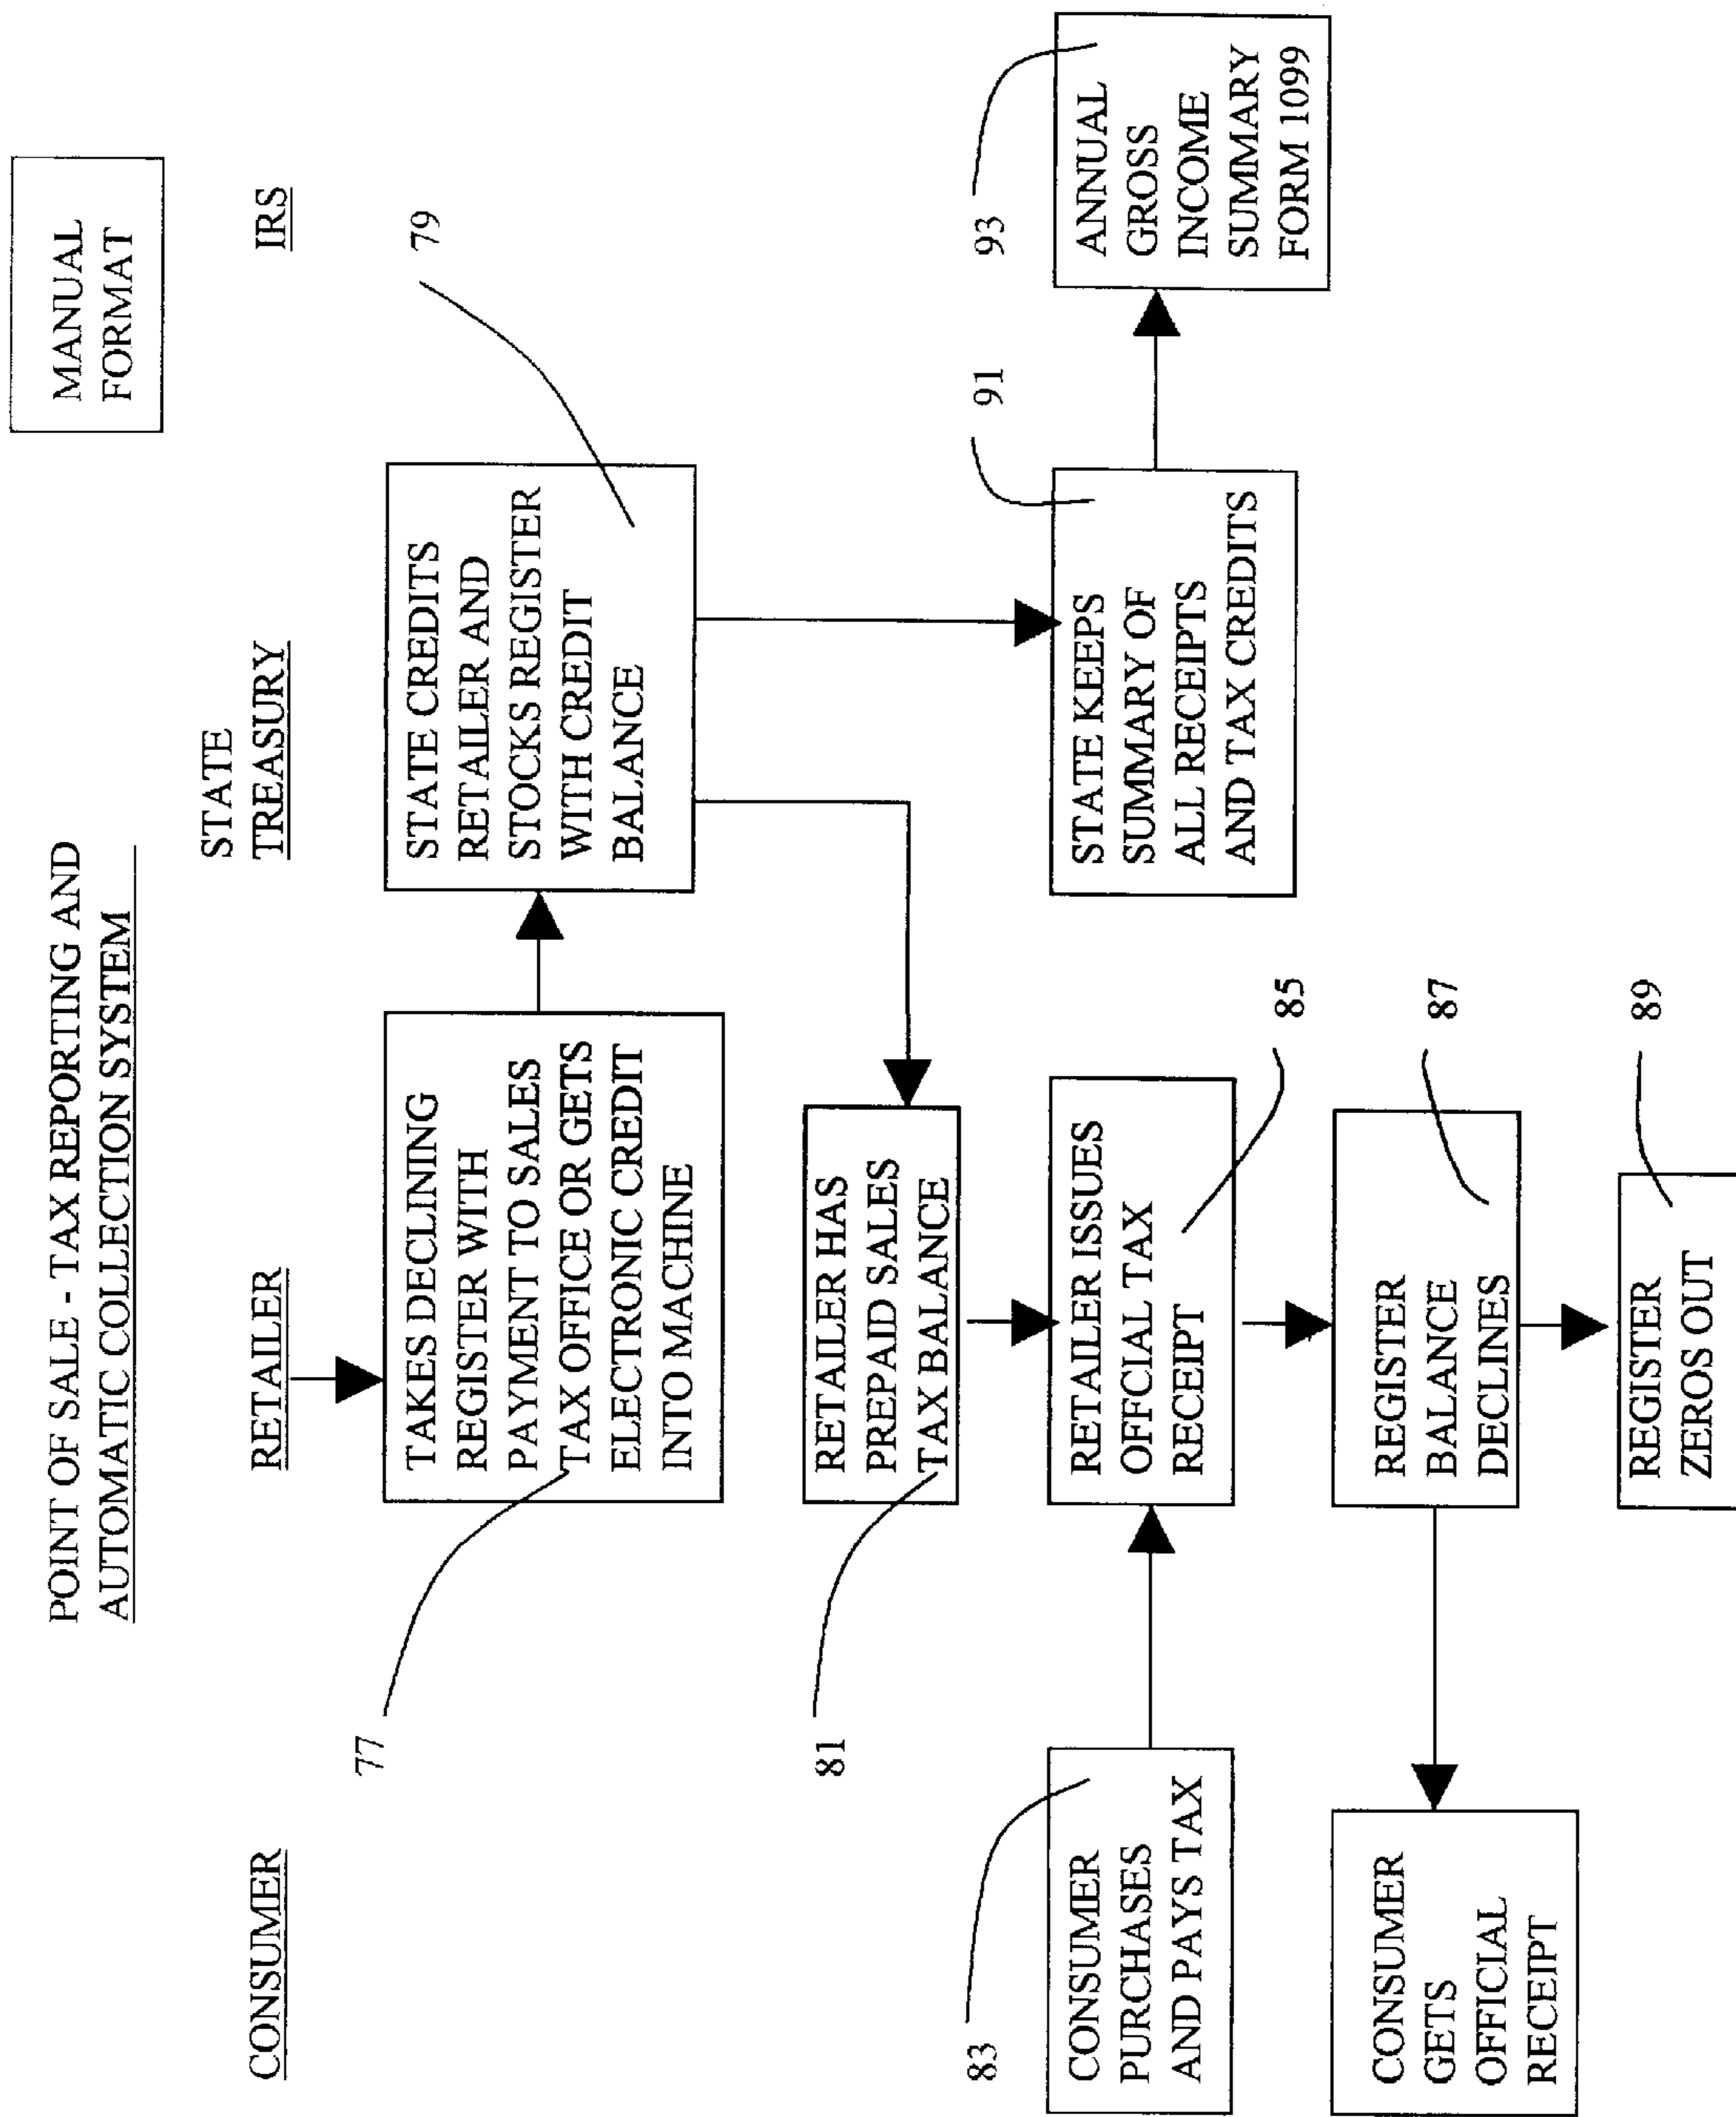 POINT OF SALE - TAX REPORTING AND
AUTOMATIC COLLECTION SYSTEM
MANUAL
FORMAT
CONSUMER
RETAILER
STATE
TREASURY
IRS
77
TAKES DECLINING
REGISTER WITH
PAYMENT TO SALES
TAX OFFICE OR GETS
ELECTRONIC CREDIT
INTO MACHINE
STATE CREDITS
RETAILER AND
STOCKS REGISTER
WITH CREDIT
BALANCE
79
81
RETAILER HAS
PREPAID SALES
TAX BALANCE
83
CONSUMER
PURCHASES
AND PAYS TAX
RETAILER ISSUES
OFFCIAL TAX
RECEIPT
85
91
STATE KEEPS
SUMMARY OF
ALL RECEIPTS
AND TAX CREDITS
93
ANNUAL
GROSS
INCOME
SUMMARY
FORM 1099
CONSUMER
GETS
OFFICIAL
RECEIPT
REGISTER
BALANCE
DECLINES
87
REGISTER
ZEROS OUT
89